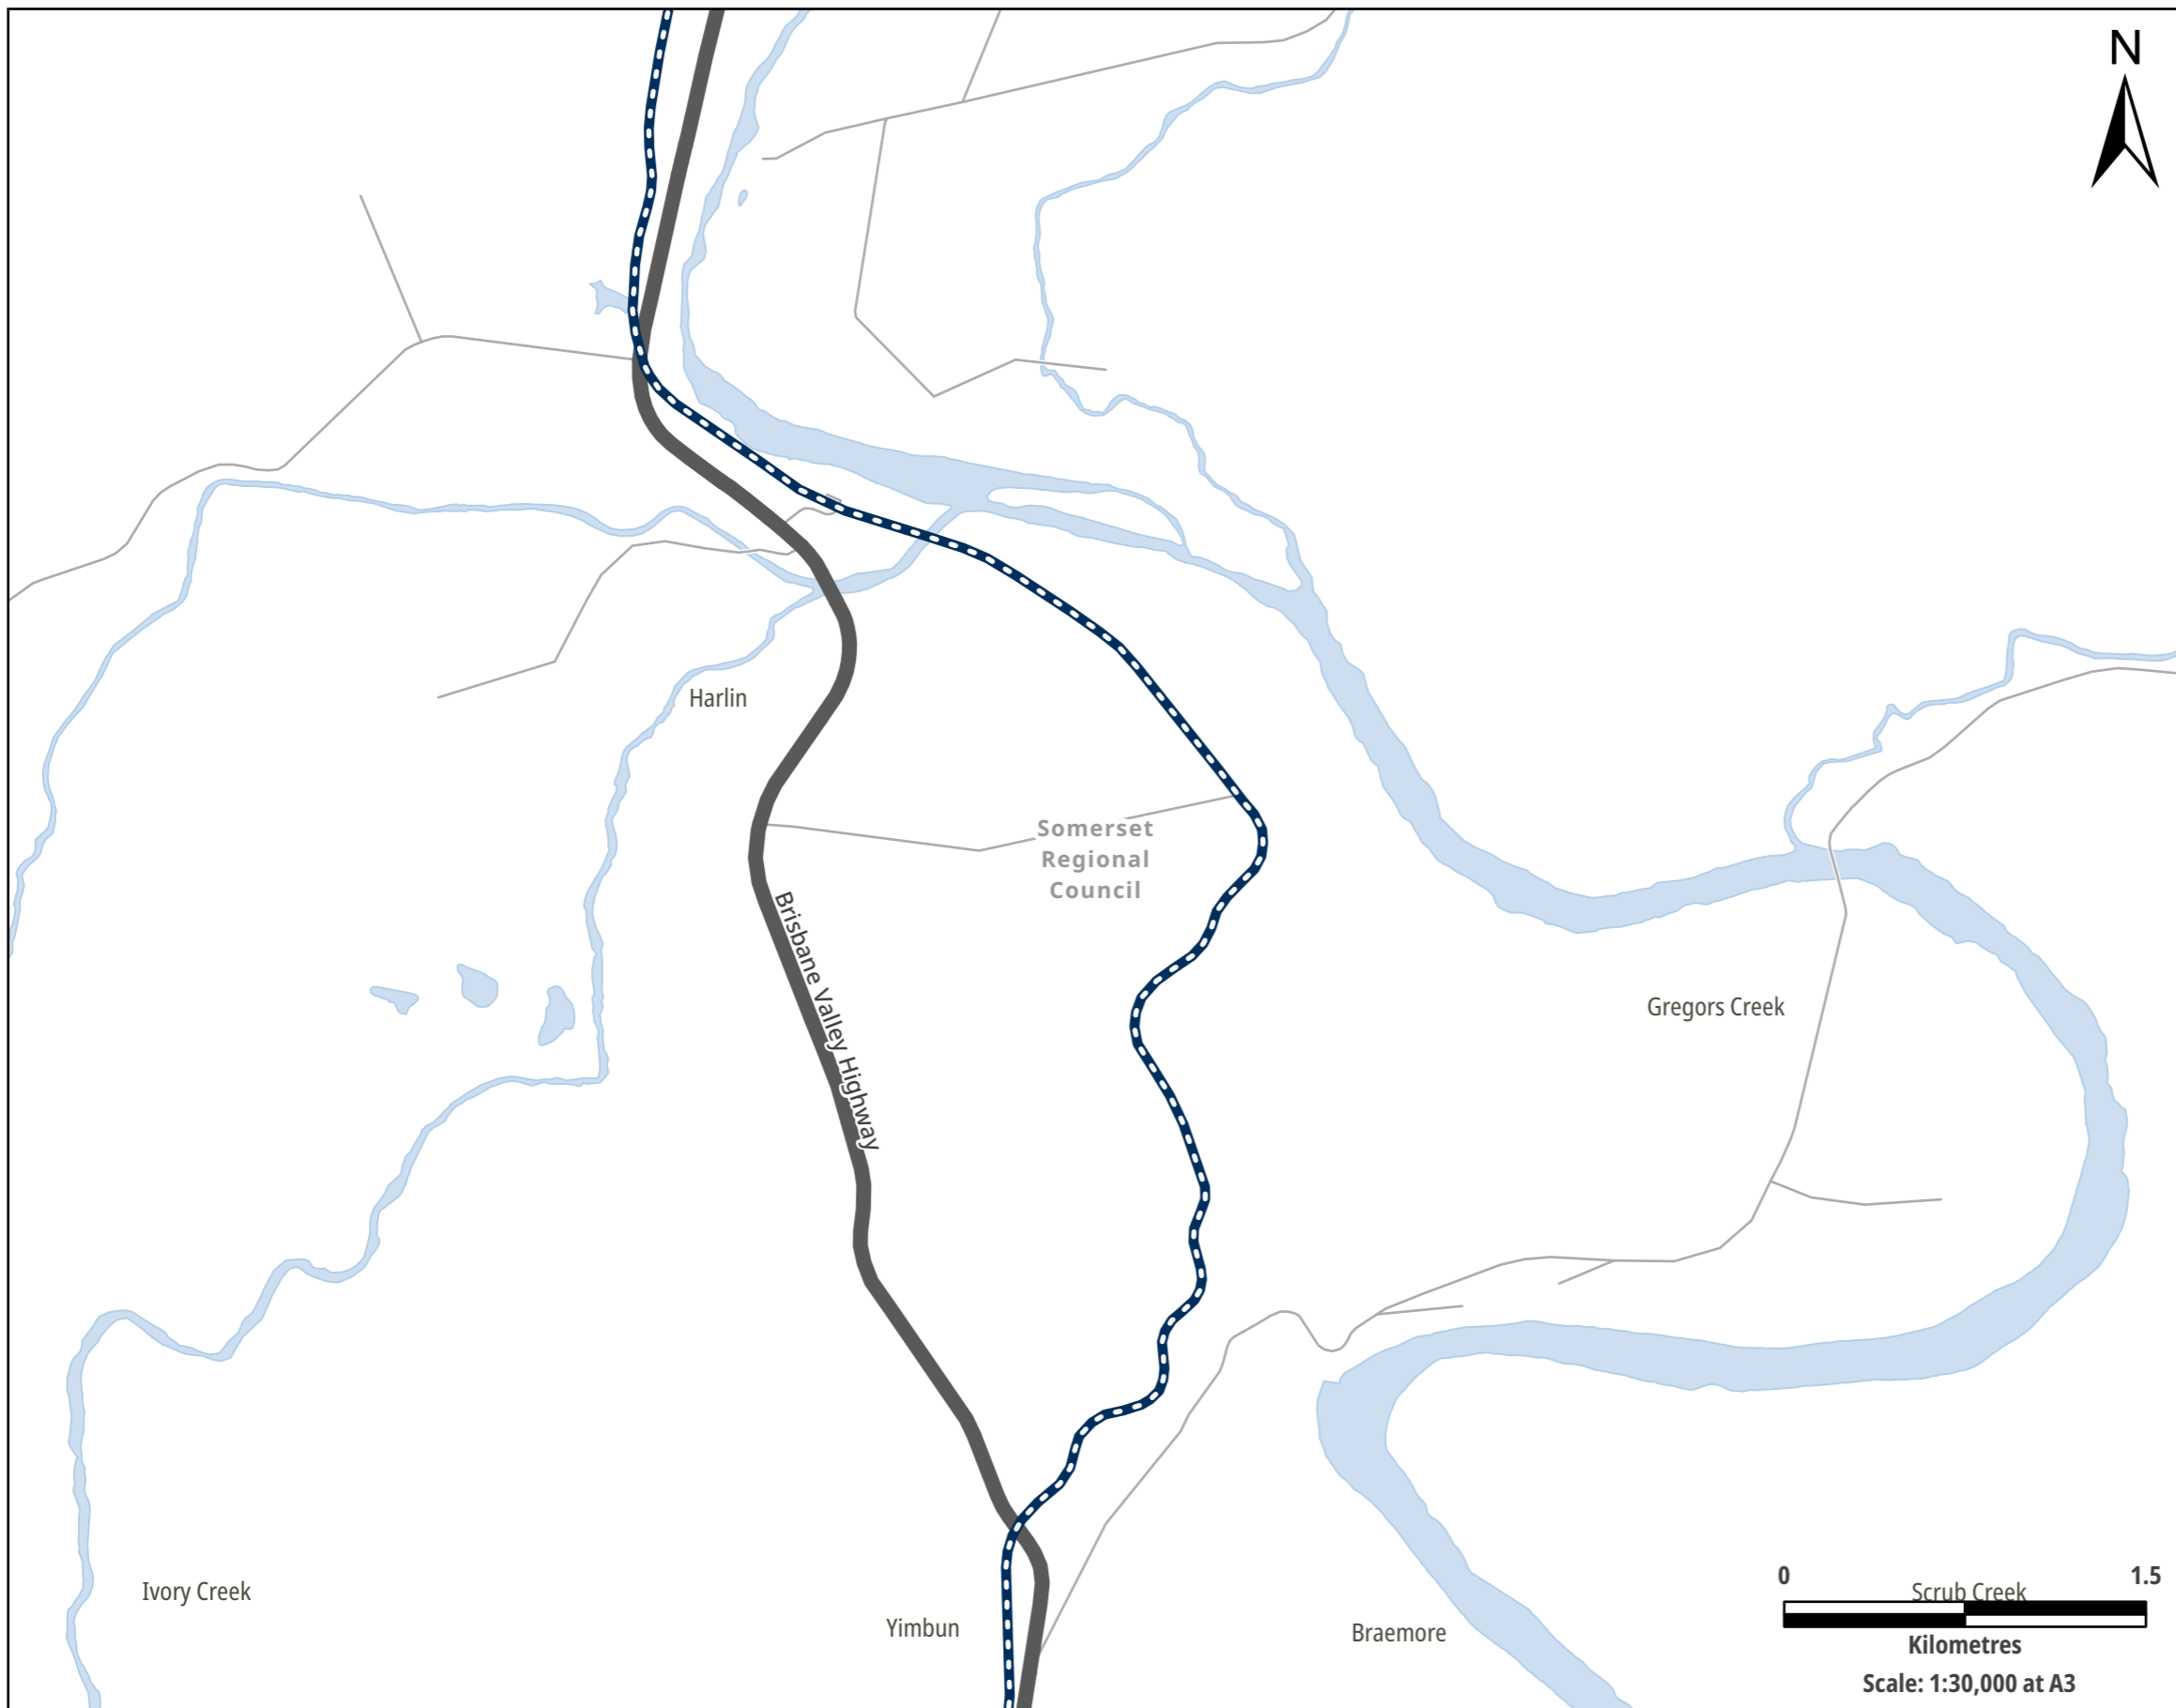 N
Harlin
Somerset
Regional
Council
Brisbane Valley Highway
Gregors Creek
Ivory Creek
Yimbun
Braemore
0 1.5
Scrub Creek
Kilometres
Scale: 1:30,000 at A3